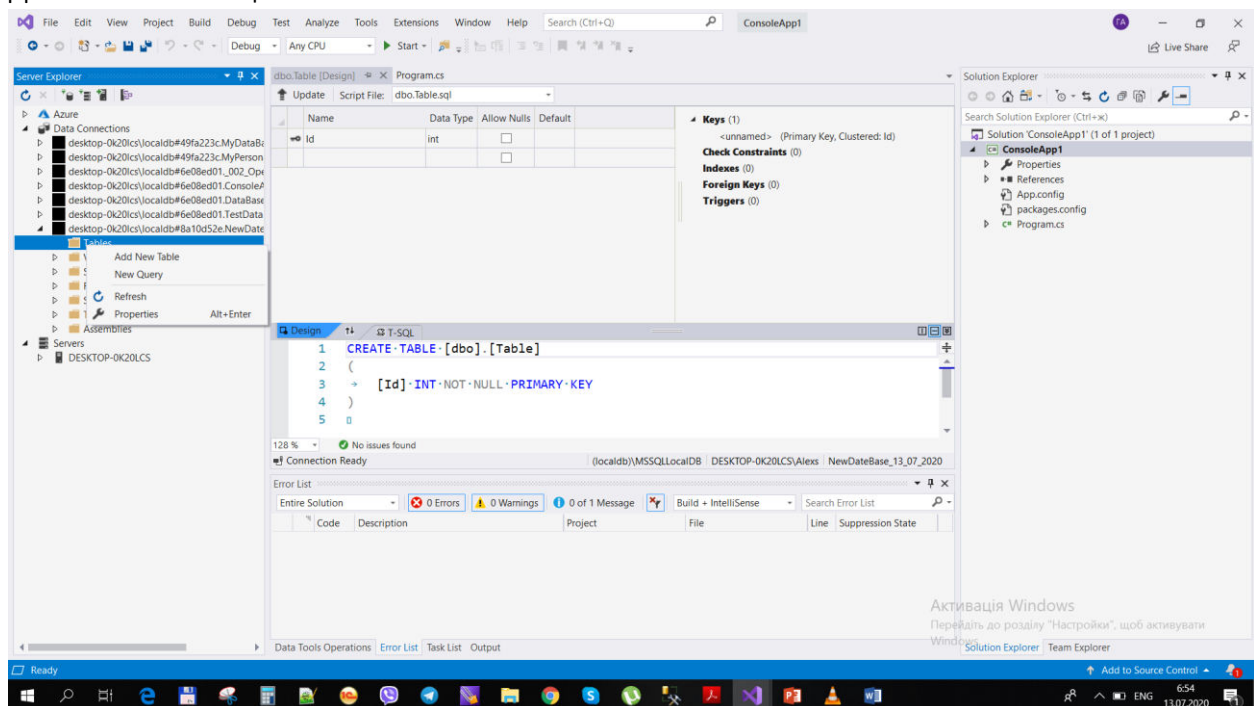 File Edit View Project Build Debug Test Analyze Tools Extensions Window Help Search (Ctrl+Q) ConsoleApp1 ГА
Debug Any CPU Start Live Share
Server Explorer
Azure
Data Connections
desktop-0k20lcs\localdb#49fa223c.MyDataBa
desktop-0k20lcs\localdb#49fa223c.MyPerson
desktop-0k20lcs\localdb#6e08ed01._002_Ope
desktop-0k20lcs\localdb#6e08ed01.ConsoleA
desktop-0k20lcs\localdb#6e08ed01.DataBase
desktop-0k20lcs\localdb#6e08ed01.TestData
desktop-0k20lcs\localdb#8a10d52e.NewDate
Tables
Add New Table
New Query
Refresh
Properties Alt+Enter
Assemblies
Servers
DESKTOP-0K20LCS
dbo.Table [Design] Program.cs
Update Script File: dbo.Table.sql
Name Data Type Allow Nulls Default
Id int
Keys (1)
<unnamed> (Primary Key, Clustered: Id)
Check Constraints (0)
Indexes (0)
Foreign Keys (0)
Triggers (0)
Design T-SQL
1 CREATE TABLE [dbo].[Table]
2 (
3 [Id] INT NOT NULL PRIMARY KEY
4 )
5
128 % No issues found
Connection Ready (localdb)\MSSQLLocalDB DESKTOP-0K20LCS\Alexs NewDateBase_13_07_2020
Error List
Entire Solution 0 Errors 0 Warnings 0 of 1 Message Build + IntelliSense Search Error List
Code Description Project File Line Suppression State
Data Tools Operations Error List Task List Output
Solution Explorer
Search Solution Explorer (Ctrl+ж)
Solution 'ConsoleApp1' (1 of 1 project)
ConsoleApp1
Properties
References
App.config
packages.config
Program.cs
Активація Windows
Перейдіть до розділу "Настройки", щоб активувати
Windows
Solution Explorer Team Explorer
Ready Add to Source Control 1
ENG 6:54
13.07.2020